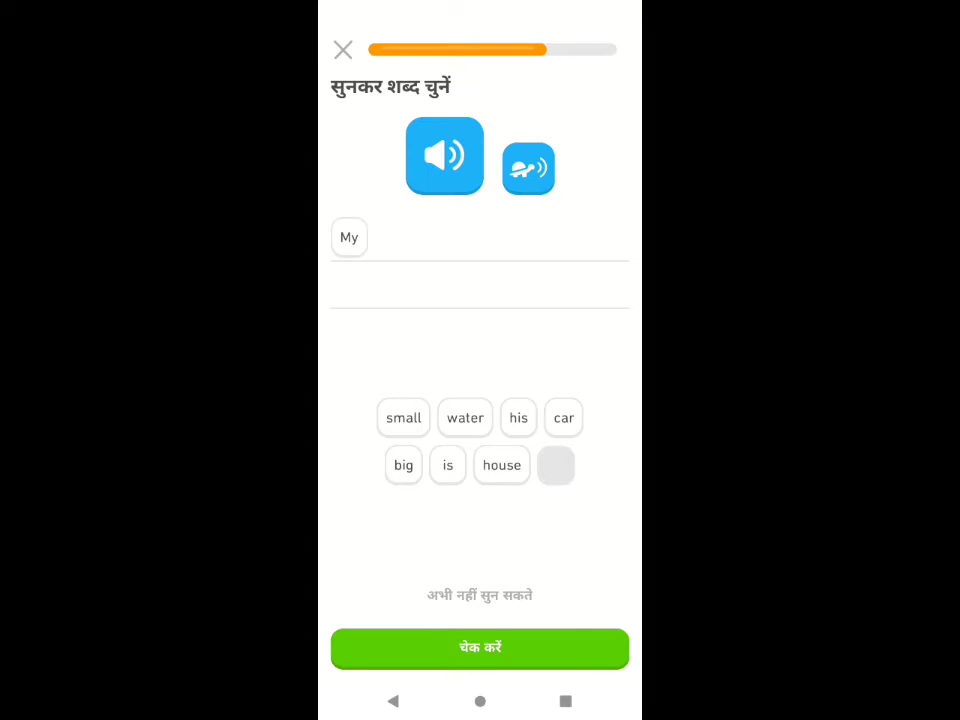 सुनकर शब्द चुनें
My
small water his car
big is house
अभी नहीं सुन सकते
चेक करें